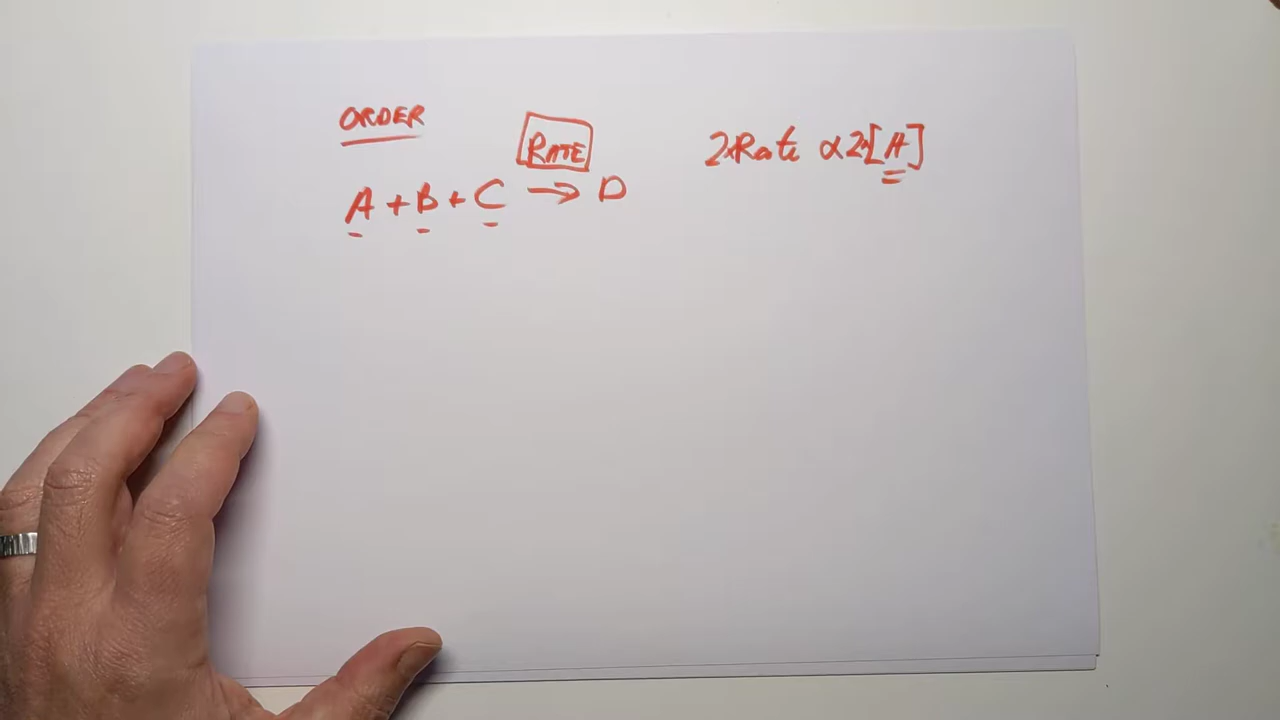 ORDER
RATE
A + B + C → D
2xRate ∝ 2x[A]